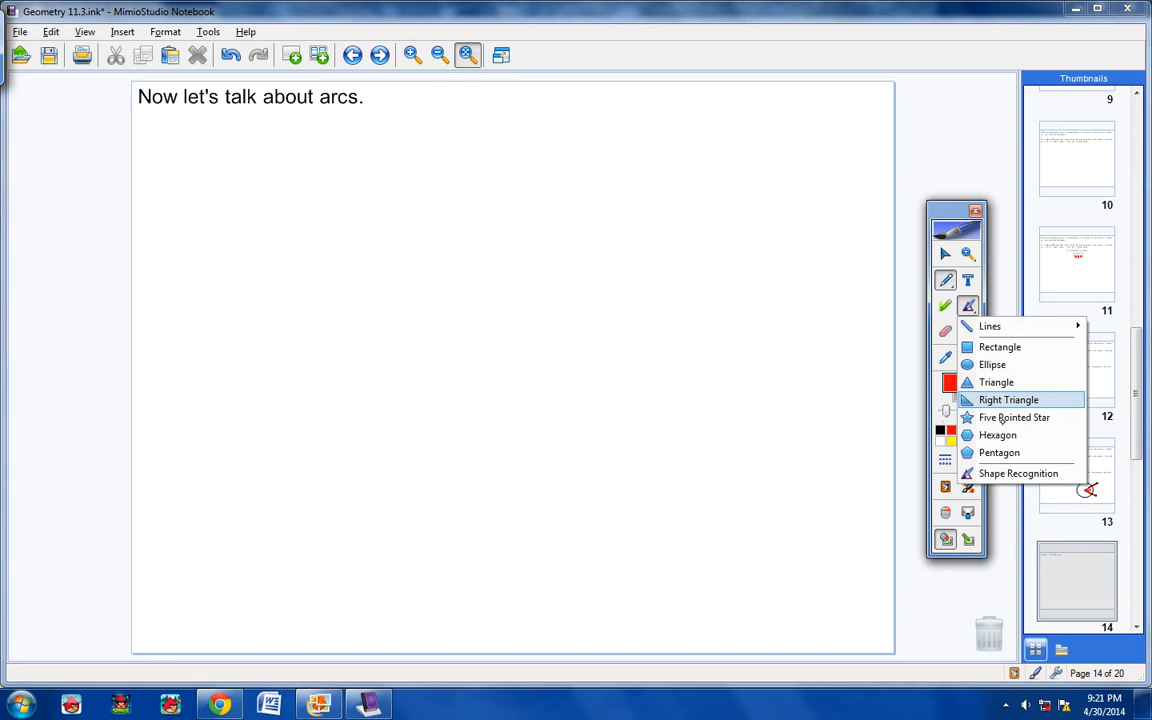 Geometry 11.3.ink* - MimioStudio Notebook
File Edit View Insert Format Tools Help
Now let's talk about arcs.
Thumbnails
9
10
11
12
13
14
Lines
Rectangle
Ellipse
Triangle
Right Triangle
Five Pointed Star
Hexagon
Pentagon
Shape Recognition
Page 14 of 20
9:21 PM
4/30/2014